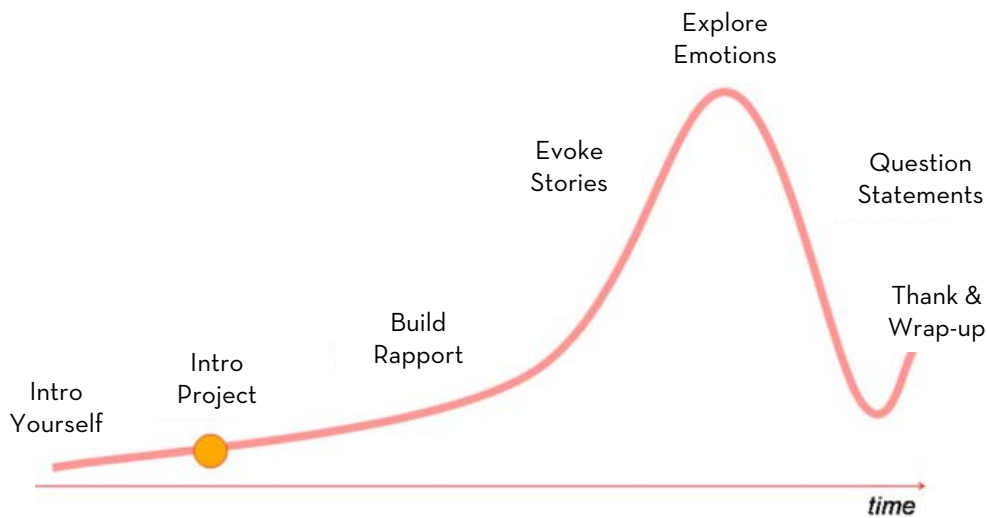 Intro
Yourself
Intro
Project
Build
Rapport
Evoke
Stories
Explore
Emotions
Question
Statements
Thank &
Wrap-up
time